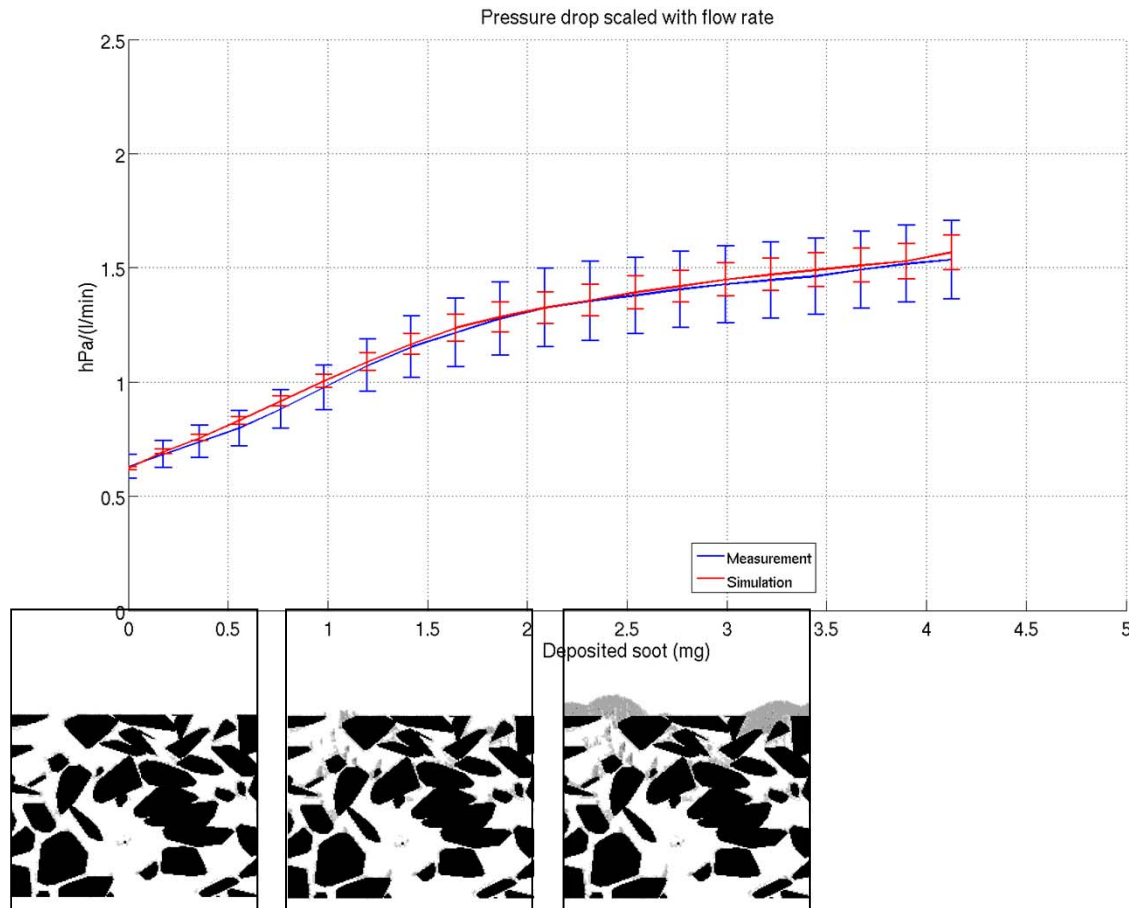 Pressure drop scaled with flow rate
2.5
2
1.5
1
0.5
0
hPa/(l/min)
Measurement
Simulation
0 0.5 1 1.5 2 2.5 3 3.5 4 4.5 5
Deposited soot (mg)